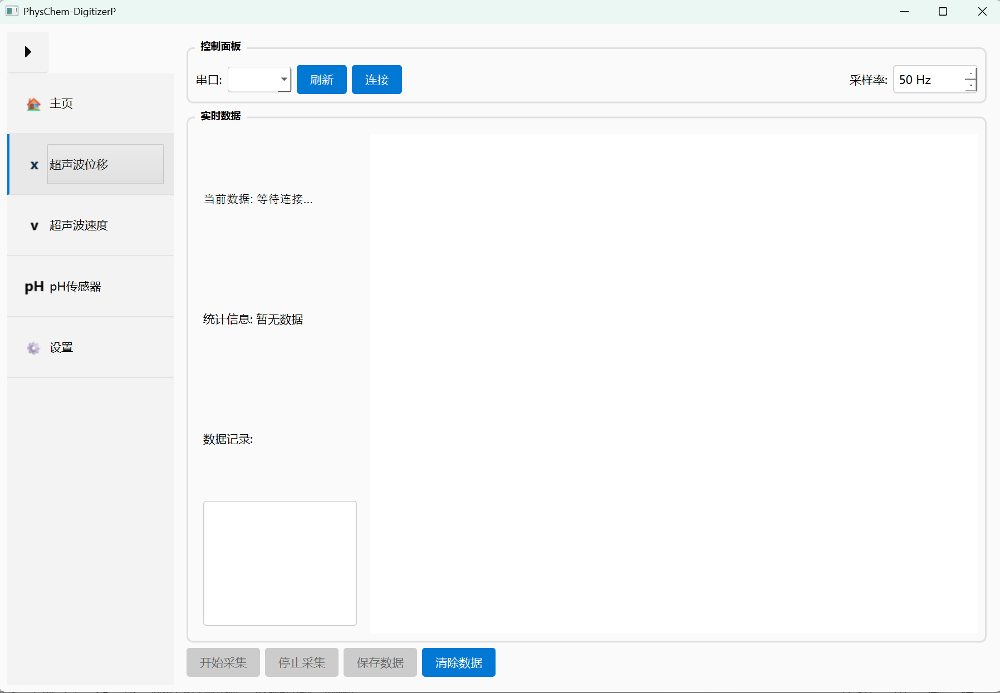 PhysChem-DigitizerP
主页
x 超声波位移
v 超声波速度
pH pH传感器
设置
控制面板
串口: 刷新 连接 采样率: 50 Hz
实时数据
当前数据: 等待连接...
统计信息: 暂无数据
数据记录:
开始采集 停止采集 保存数据 清除数据